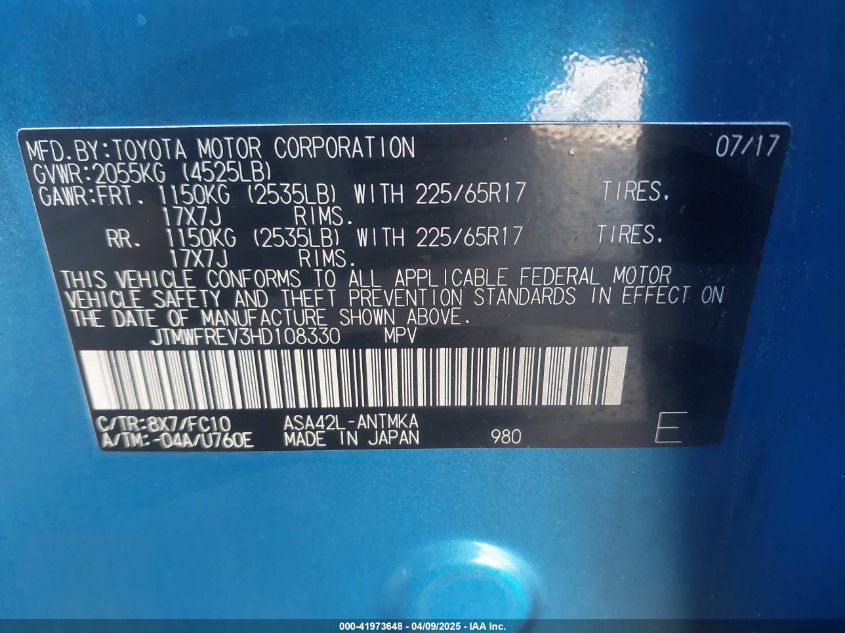 MFD.BY:TOYOTA MOTOR CORPORATION 07/17
GVWR:2055KG (4525LB)
GAWR:FRT. 1150KG (2535LB) WITH 225/65R17 TIRES.
17X7J RIMS.
RR. 1150KG (2535LB) WITH 225/65R17 TIRES.
17X7J RIMS.
THIS VEHICLE CONFORMS TO ALL APPLICABLE FEDERAL MOTOR
VEHICLE SAFETY AND THEFT PREVENTION STANDARDS IN EFFECT ON
THE DATE OF MANUFACTURE SHOWN ABOVE.
JTMWFREV3HD108330 MPV
C/TR:8X7/FC10 ASA42L-ANTMKA
A/TM:-04A/U760E MADE IN JAPAN 980 E
000-41973648 - 04/09/2025 - IAA Inc.